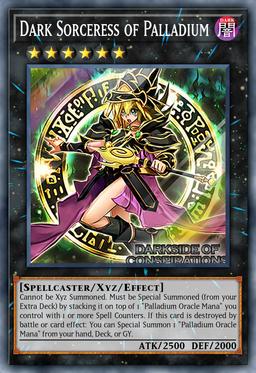 DARK SORCERESS OF PALLADIUM
DARK
闇
DARKSIDE OF
CONSPIRATIONS
[SPELLCASTER/XYZ/EFFECT]
Cannot be Xyz Summoned. Must be Special Summoned (from your
Extra Deck) by stacking it on top of 1 "Palladium Oracle Mana" you
control with 1 or more Spell Counters. If this card is destroyed by
battle or card effect: You can Special Summon 1 "Palladium Oracle
Mana" from your hand, Deck, or GY.
ATK/2500 DEF/2000